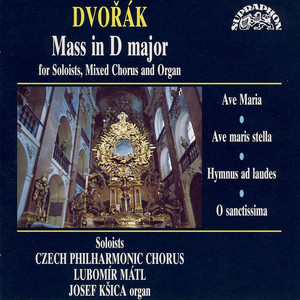 DVOŘÁK
SUPRAPHON
Mass in D major
for Soloists, Mixed Chorus and Organ
Ave Maria
Ave maris stella
Hymnus ad laudes
O sanctissima
Soloists
CZECH PHILHARMONIC CHORUS
LUBOMÍR MÁTL
JOSEF KŠICA organ